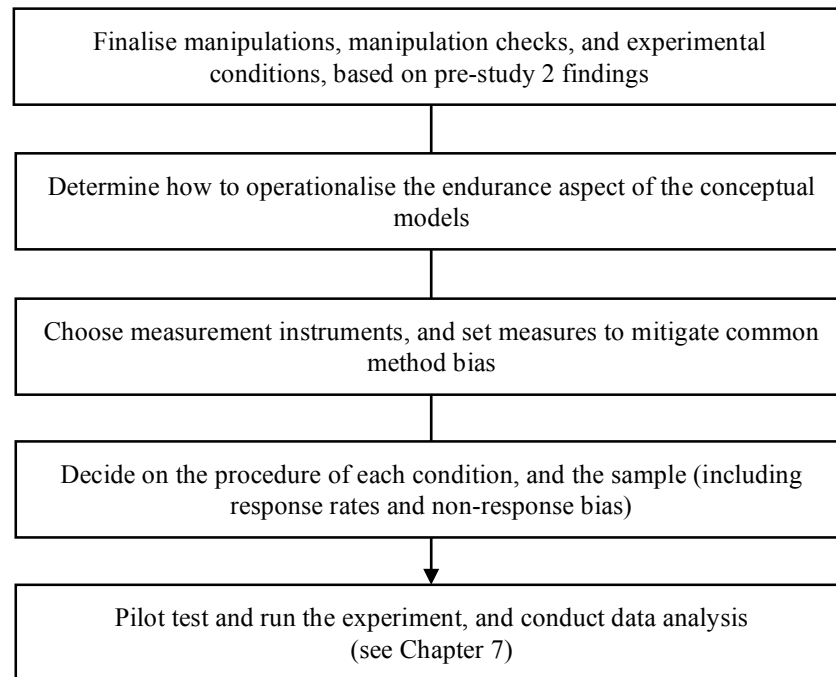 Finalise manipulations, manipulation checks, and experimental
conditions, based on pre-study 2 findings
Determine how to operationalise the endurance aspect of the conceptual
models
Choose measurement instruments, and set measures to mitigate common
method bias
Decide on the procedure of each condition, and the sample (including
response rates and non-response bias)
Pilot test and run the experiment, and conduct data analysis
(see Chapter 7)